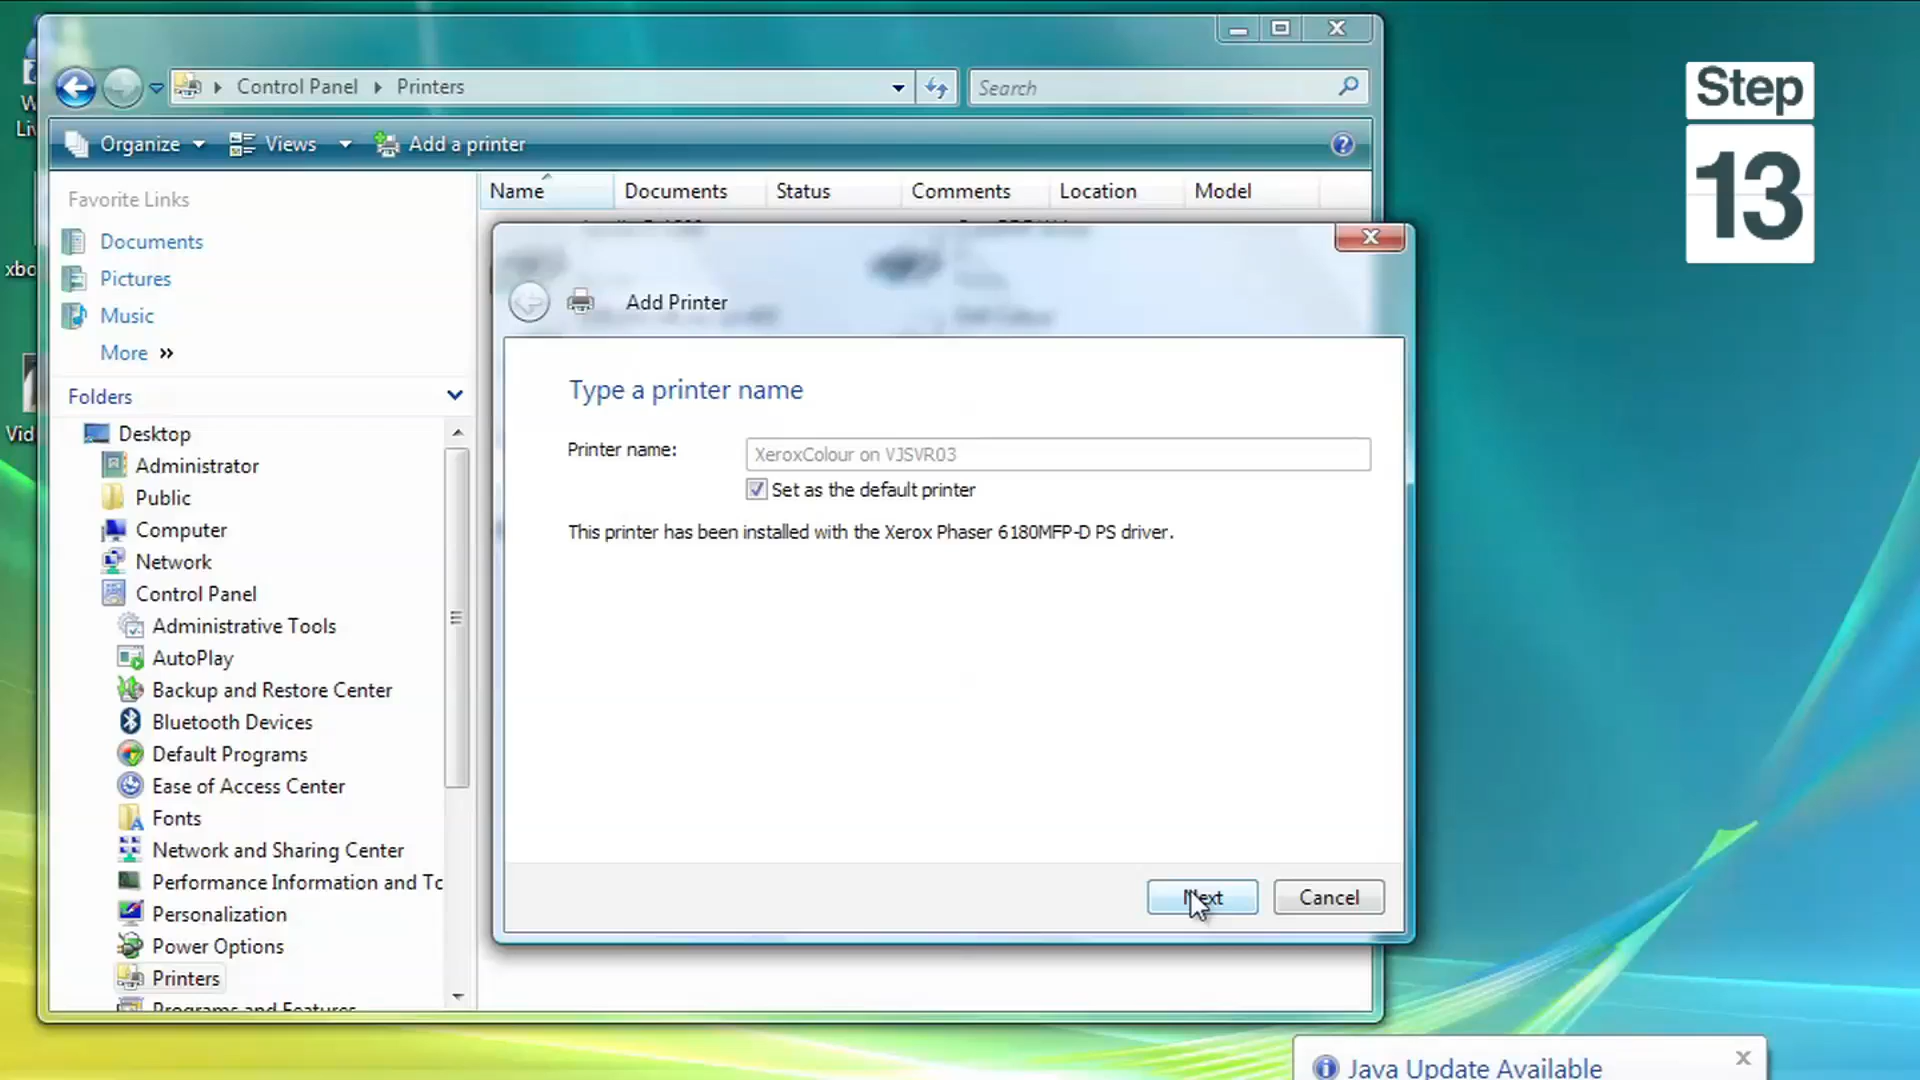 Step
13
Control Panel
Printers
Search
Organize
Views
Add a printer
Favorite Links
Documents
Pictures
Music
More
Folders
Desktop
Administrator
Public
Computer
Network
Control Panel
Administrative Tools
AutoPlay
Backup and Restore Center
Bluetooth Devices
Default Programs
Ease of Access Center
Fonts
Network and Sharing Center
Performance Information and To
Personalization
Power Options
Printers
Programs and Features
Name
Documents
Status
Comments
Location
Model
Add Printer
Type a printer name
Printer name:
XeroxColour on VJSVR03
Set as the default printer
This printer has been installed with the Xerox Phaser 6180MFP-D PS driver.
Next
Cancel
xbo
Vid
Java Update Available